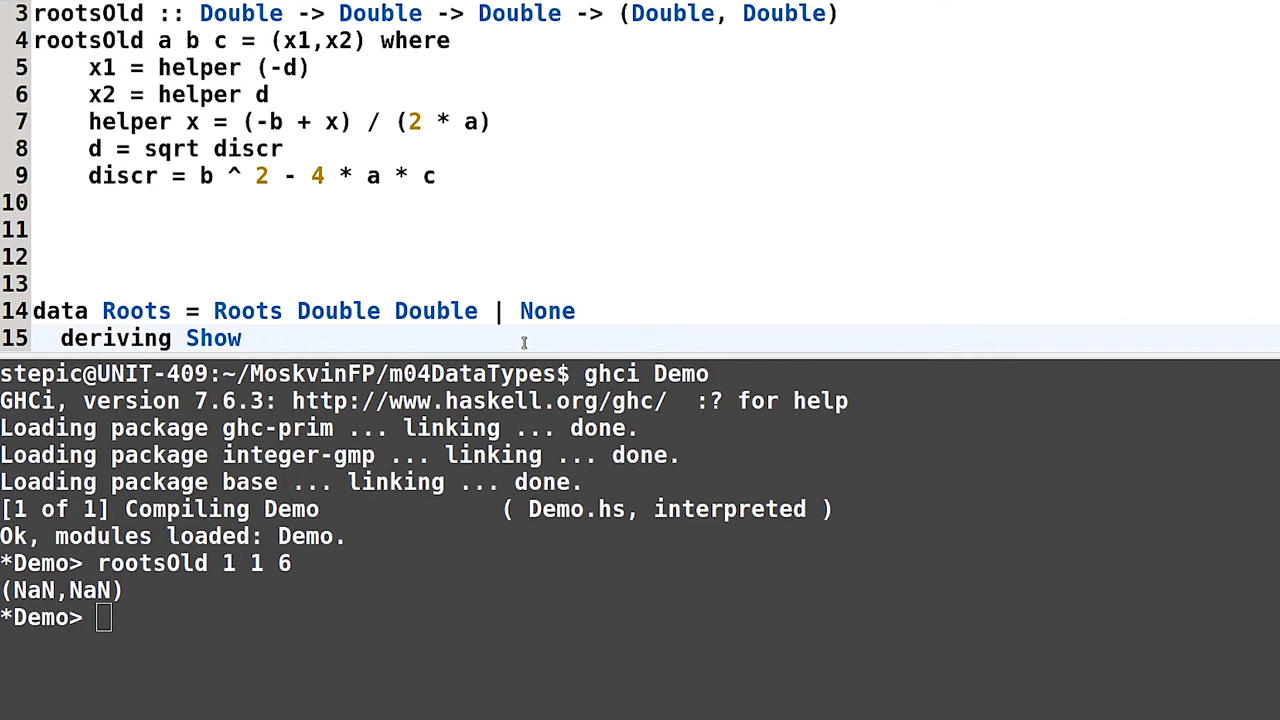 3 rootsOld :: Double -> Double -> Double -> (Double, Double)
4 rootsOld a b c = (x1,x2) where
5     x1 = helper (-d)
6     x2 = helper d
7     helper x = (-b + x) / (2 * a)
8     d = sqrt discr
9     discr = b ^ 2 - 4 * a * c
10
11
12
13
14 data Roots = Roots Double Double | None
15   deriving Show
stepic@UNIT-409:~/MoskvinFP/m04DataTypes$ ghci Demo
GHCi, version 7.6.3: http://www.haskell.org/ghc/  :? for help
Loading package ghc-prim ... linking ... done.
Loading package integer-gmp ... linking ... done.
Loading package base ... linking ... done.
[1 of 1] Compiling Demo             ( Demo.hs, interpreted )
Ok, modules loaded: Demo.
*Demo> rootsOld 1 1 6
(NaN,NaN)
*Demo>